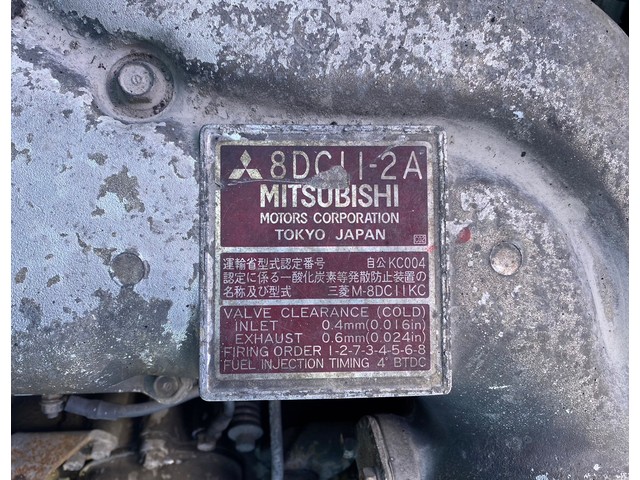 8DC11-2A
MITSUBISHI
MOTORS CORPORATION
TOKYO JAPAN
運輸省型式認定番号 自公KC004
認定に係る一酸化炭素等発散防止装置の
名称及び型式 三菱M-8DC11KC
VALVE CLEARANCE (COLD)
INLET 0.4mm(0.016in)
EXHAUST 0.6mm(0.024in)
FIRING ORDER 1-2-7-3-4-5-6-8
FUEL INJECTION TIMING 4° BTDC